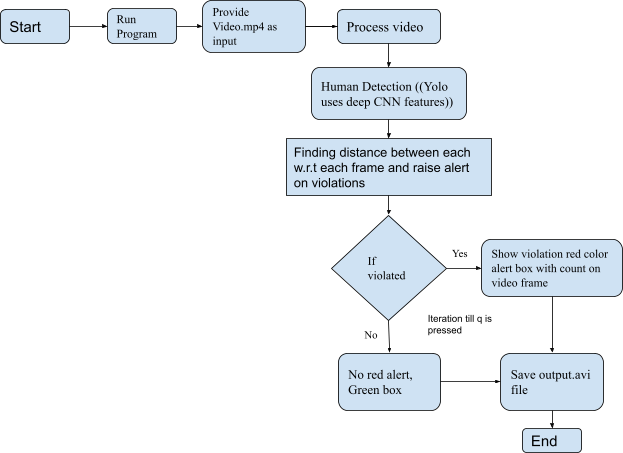 Start
Run
Program
Provide
Video.mp4 as
input
Process video
Human Detection ((Yolo
uses deep CNN features))
Finding distance between each
w.r.t each frame and raise alert
on violations
If
violated
Yes
Show violation red color
alert box with count on
video frame
Iteration till q is
pressed
No
No red alert,
Green box
Save output.avi
file
End